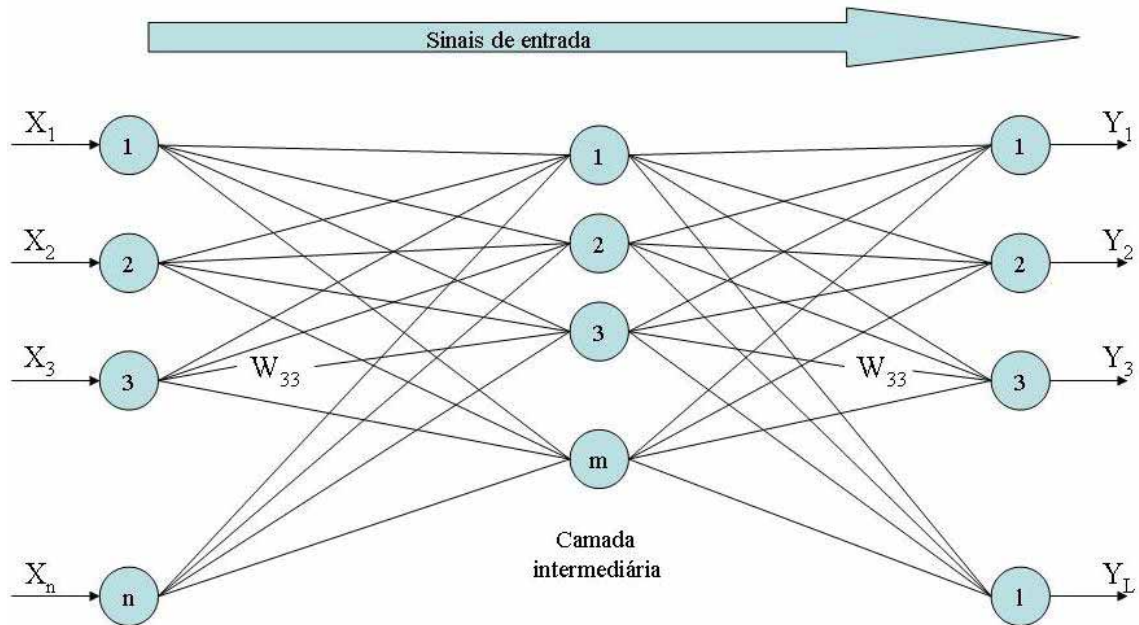 Sinais de entrada
X1
Y1
1
1
1
X2
Y2
2
2
2
X3
Y3
3
3
3
W33
W33
m
Camada
intermediária
Xn
YL
n
l